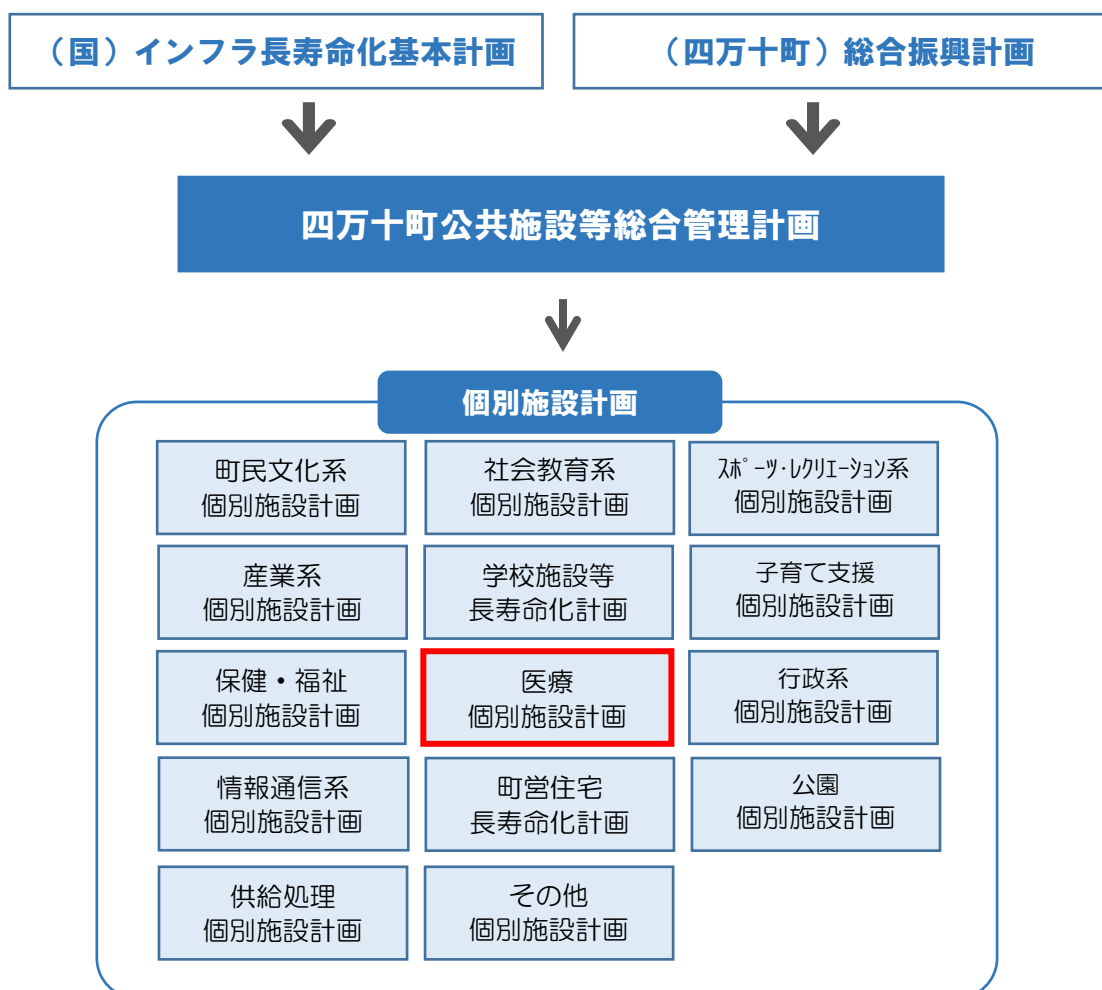 （国）インフラ長寿命化基本計画
（四万十町）総合振興計画
四万十町公共施設等総合管理計画
個別施設計画
町民文化系
個別施設計画
社会教育系
個別施設計画
ｽﾎﾟｰﾂ･ﾚｸﾘｴｰｼｮﾝ系
個別施設計画
産業系
個別施設計画
学校施設等
長寿命化計画
子育て支援
個別施設計画
保健・福祉
個別施設計画
医療
個別施設計画
行政系
個別施設計画
情報通信系
個別施設計画
町営住宅
長寿命化計画
公園
個別施設計画
供給処理
個別施設計画
その他
個別施設計画